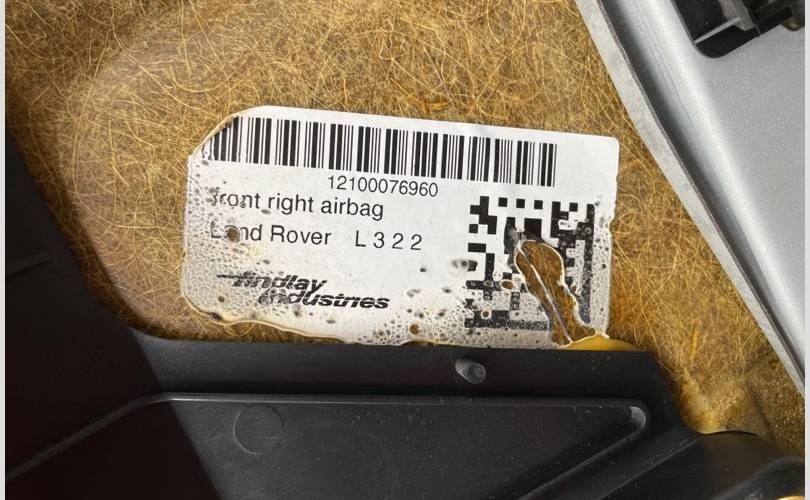 12100076960
front right airbag
Land Rover L322
findlay
industries